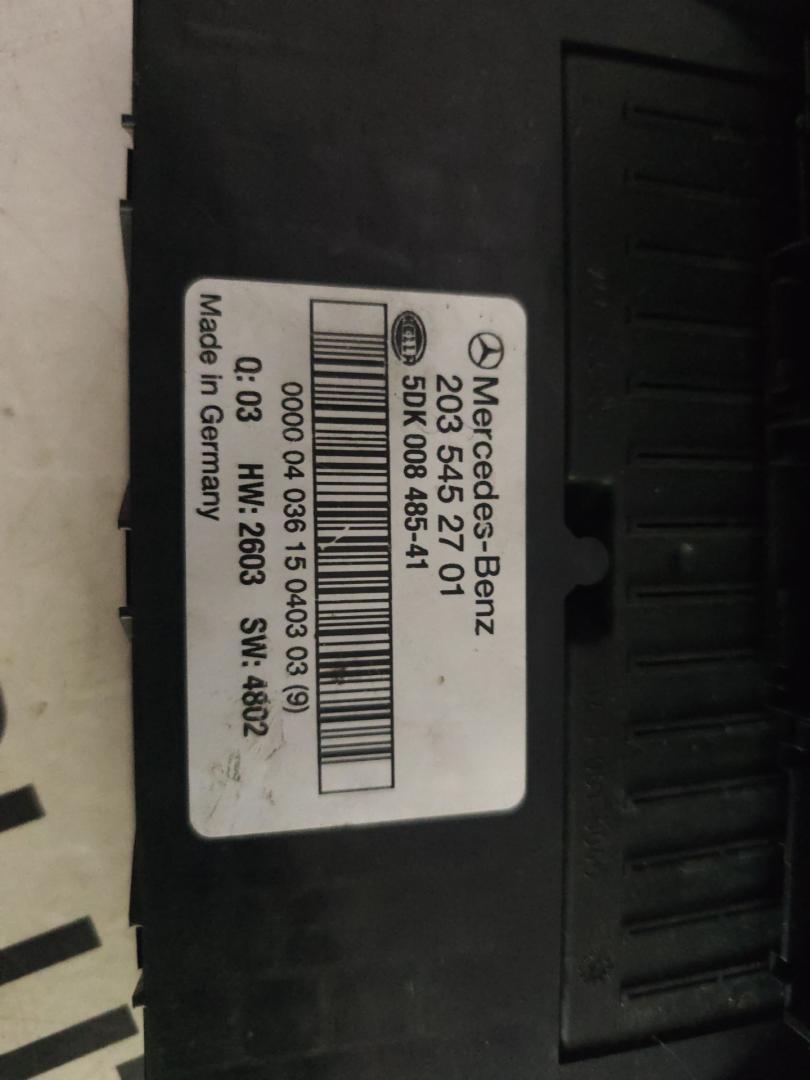 Mercedes-Benz
203 545 27 01
HELLA
5DK 008 485-41
0000 04 036 15 0403 03 (9)
Q: 03 HW: 2603 SW: 4802
Made in Germany